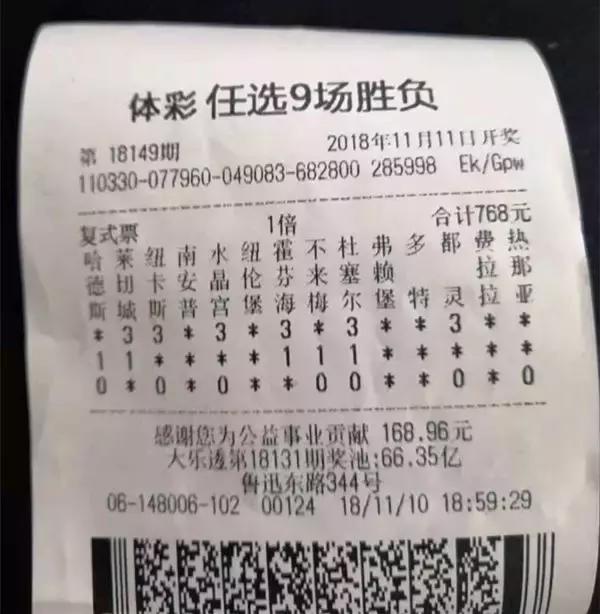 体彩 任选9场胜负
第 18149期 2018年11月11日开奖
110330-077960-049083-682800 285998 Ek/Gpw
复式票 1倍 合计768元
哈 莱 纽 南 水 纽 霍 不 杜 弗 多 都 费 热
德 切 卡 安 晶 伦 芬 来 塞 赖 拉 那
斯 城 斯 普 宫 堡 海 梅 尔 堡 特 灵 拉 亚
* 3 3 * 3 * 3 * 3 * * 3 * *
1 1 * * * * 1 1 1 * * * * *
0 * 0 * 0 * * 0 0 * * 0 * 0
感谢您为公益事业贡献 168.96元
大乐透第18131期奖池:66.35亿
鲁迅东路344号
06-148006-102 00124 18/11/10 18:59:29